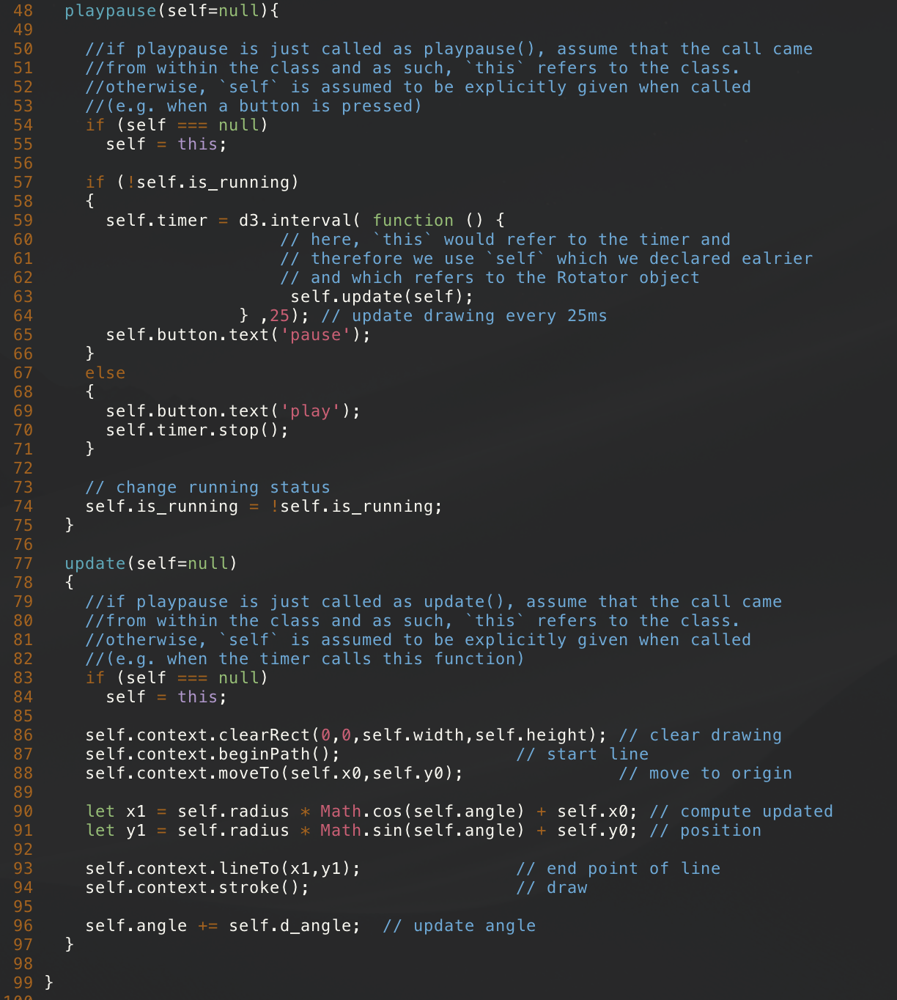 48   playpause(self=null){
49
50     //if playpause is just called as playpause(), assume that the call came
51     //from within the class and as such, `this` refers to the class.
52     //otherwise, `self` is assumed to be explicitly given when called
53     //(e.g. when a button is pressed)
54     if (self === null)
55       self = this;
56
57     if (!self.is_running)
58     {
59       self.timer = d3.interval( function () {
60                        // here, `this` would refer to the timer and
61                        // therefore we use `self` which we declared ealrier
62                        // and which refers to the Rotator object
63                         self.update(self);
64                    } ,25); // update drawing every 25ms
65       self.button.text('pause');
66     }
67     else
68     {
69       self.button.text('play');
70       self.timer.stop();
71     }
72
73     // change running status
74     self.is_running = !self.is_running;
75   }
76
77   update(self=null)
78   {
79     //if playpause is just called as update(), assume that the call came
80     //from within the class and as such, `this` refers to the class.
81     //otherwise, `self` is assumed to be explicitly given when called
82     //(e.g. when the timer calls this function)
83     if (self === null)
84       self = this;
85
86     self.context.clearRect(0,0,self.width,self.height); // clear drawing
87     self.context.beginPath();                 // start line
88     self.context.moveTo(self.x0,self.y0);               // move to origin
89
90     let x1 = self.radius * Math.cos(self.angle) + self.x0; // compute updated
91     let y1 = self.radius * Math.sin(self.angle) + self.y0; // position
92
93     self.context.lineTo(x1,y1);               // end point of line
94     self.context.stroke();                    // draw
95
96     self.angle += self.d_angle;  // update angle
97   }
98
99 }
100